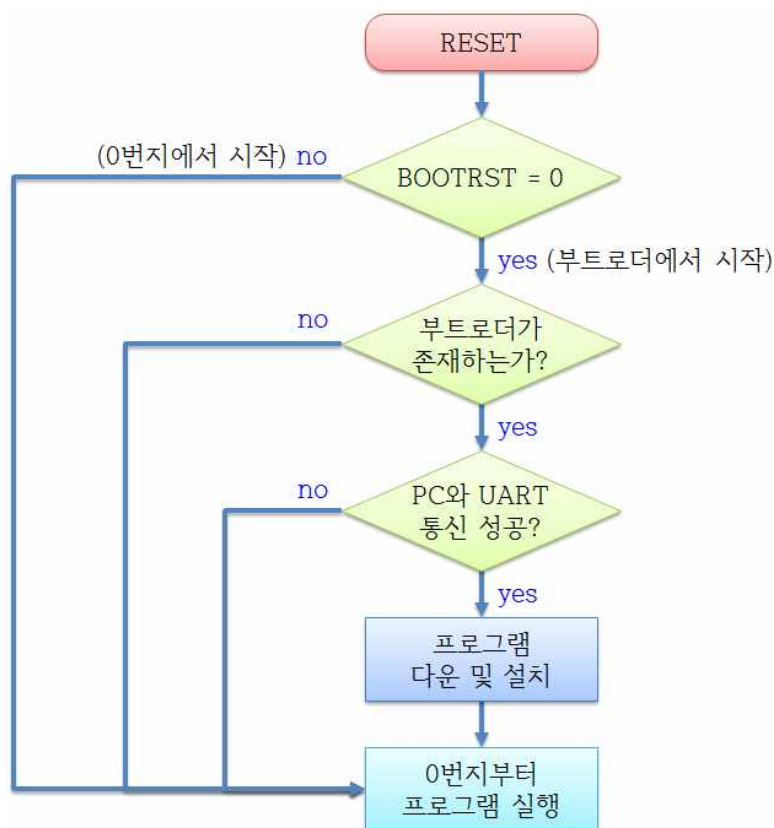 RESET
(0번지에서 시작) no
BOOTRST = 0
yes (부트로더에서 시작)
no
부트로더가
존재하는가?
yes
no
PC와 UART
통신 성공?
yes
프로그램
다운 및 설치
0번지부터
프로그램 실행